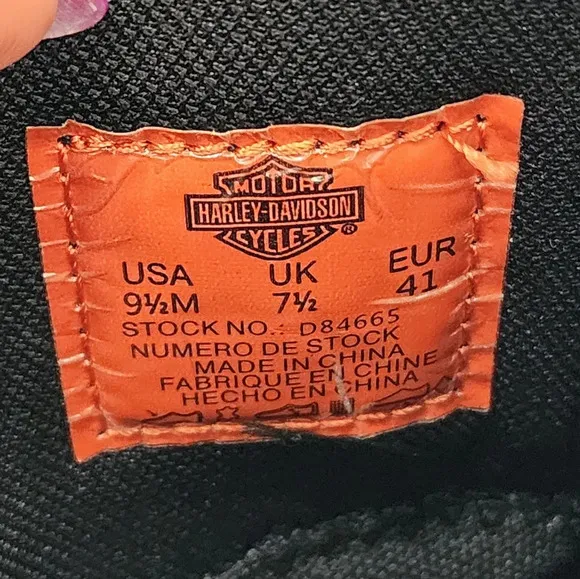 MOTOR
HARLEY-DAVIDSON
CYCLES®
USA UK EUR
9½M 7½ 41
STOCK NO.: D84665
NUMERO DE STOCK
MADE IN CHINA
FABRIQUE EN CHINE
HECHO EN CHINA